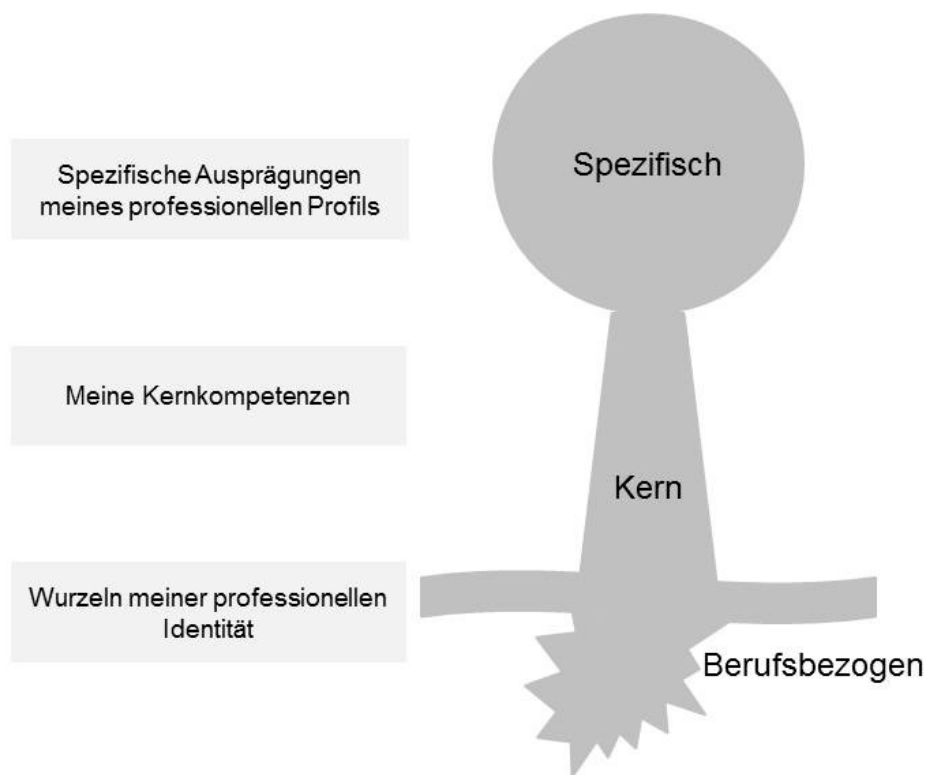 Spezifisch
Spezifische Ausprägungen
meines professionellen Profils
Meine Kernkompetenzen
Kern
Wurzeln meiner professionellen
Identität
Berufsbezogen